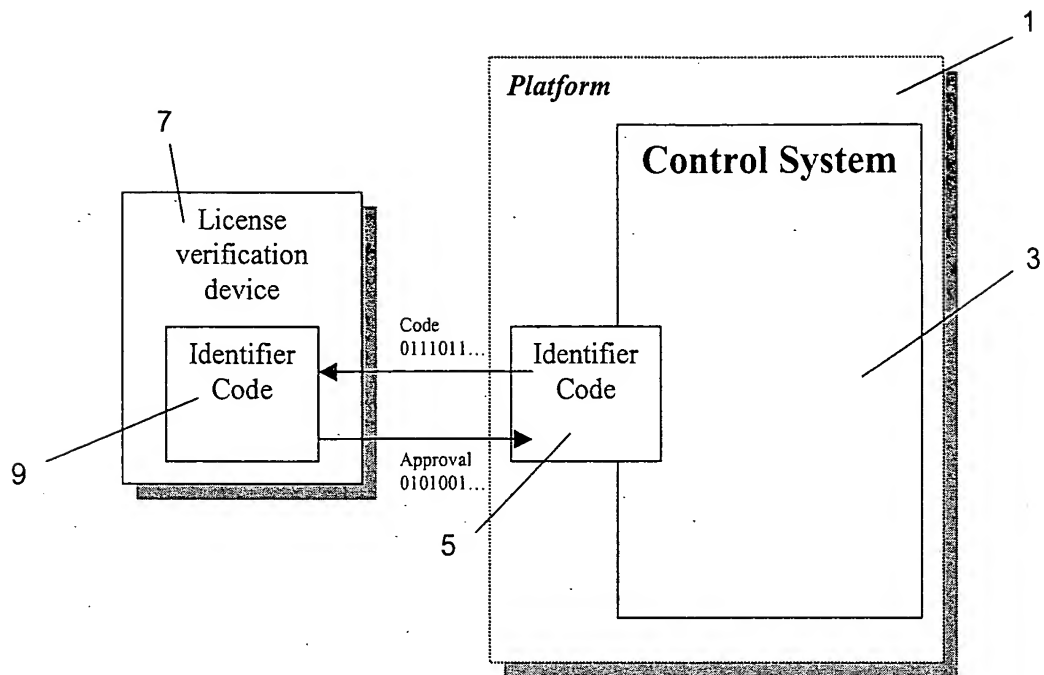 1
Platform
7
Control System
License
verification
device
3
Code
0111011...
Identifier
Code
Identifier
Code
9
Approval
0101001...
5